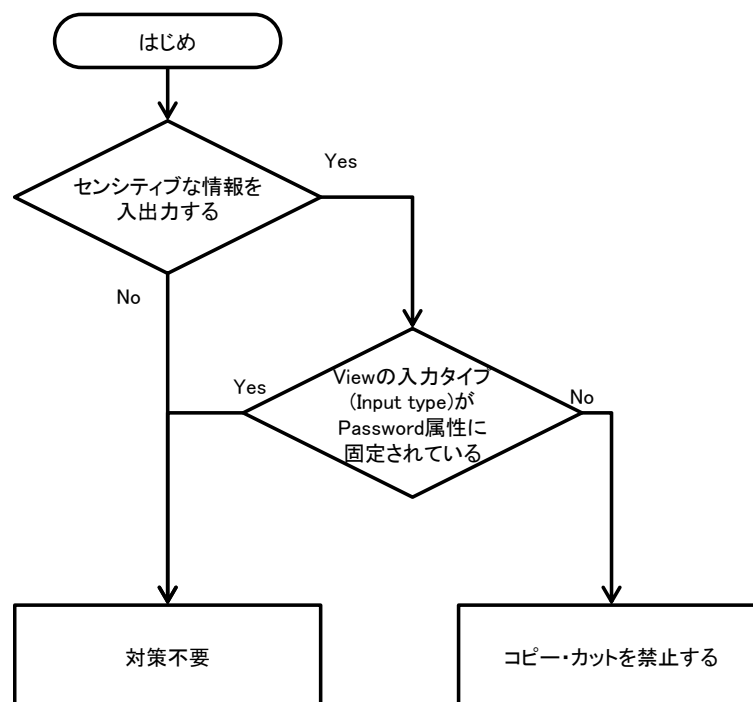 はじめ
センシティブな情報を
入出力する
Yes
No
Viewの入力タイプ
(Input type)が
Password属性に
固定されている
Yes
No
対策不要
コピー・カットを禁止する